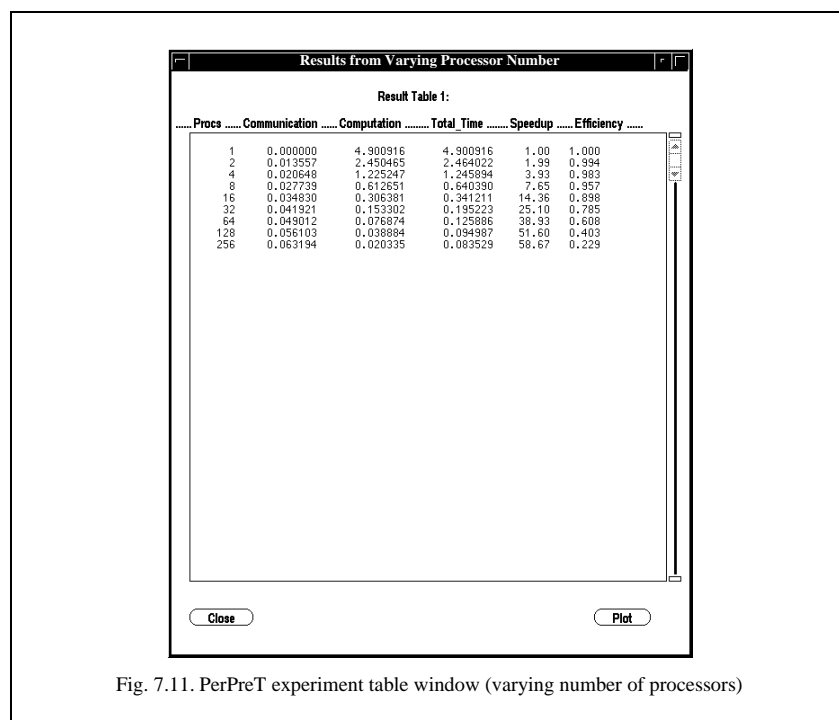 Results from Varying Processor Number
Result Table 1:
...... Procs ...... Communication ...... Computation ......... Total_Time ........ Speedup ...... Efficiency ......
1 0.000000 4.900916 4.900916 1.00 1.000
2 0.013557 2.450465 2.464022 1.99 0.994
4 0.020648 1.225247 1.245894 3.93 0.983
8 0.027739 0.612651 0.640390 7.65 0.957
16 0.034830 0.306381 0.341211 14.36 0.898
32 0.041921 0.153302 0.195223 25.10 0.785
64 0.049012 0.076874 0.125886 38.93 0.608
128 0.056103 0.038884 0.094987 51.60 0.403
256 0.063194 0.020335 0.083529 58.67 0.229
Close
Plot
Fig. 7.11. PerPreT experiment table window (varying number of processors)